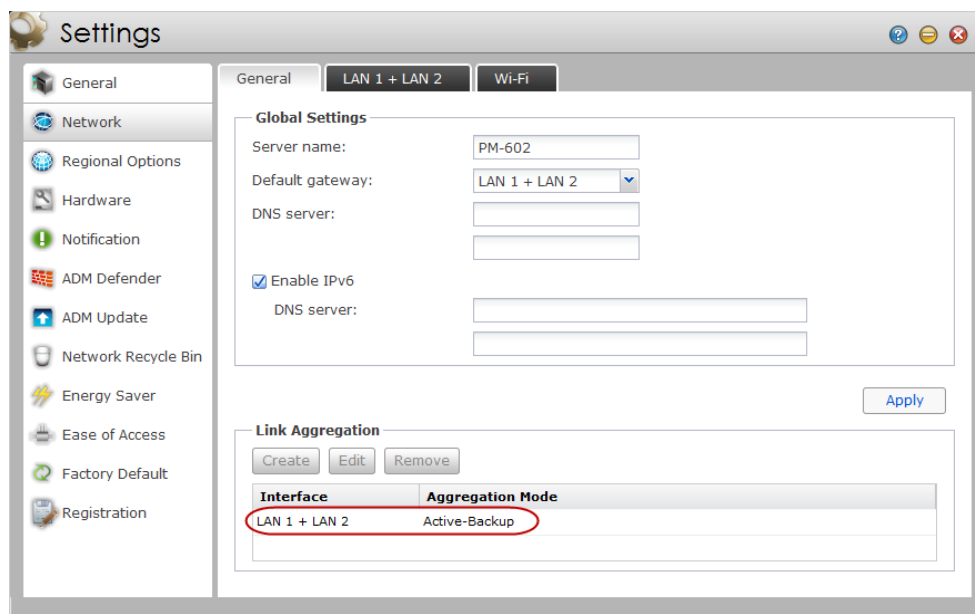 Settings
General
Network
Regional Options
Hardware
Notification
ADM Defender
ADM Update
Network Recycle Bin
Energy Saver
Ease of Access
Factory Default
Registration
General LAN 1 + LAN 2 Wi-Fi
Global Settings
Server name: PM-602
Default gateway: LAN 1 + LAN 2
DNS server:
Enable IPv6
DNS server:
Apply
Link Aggregation
Create Edit Remove
Interface Aggregation Mode
LAN 1 + LAN 2 Active-Backup